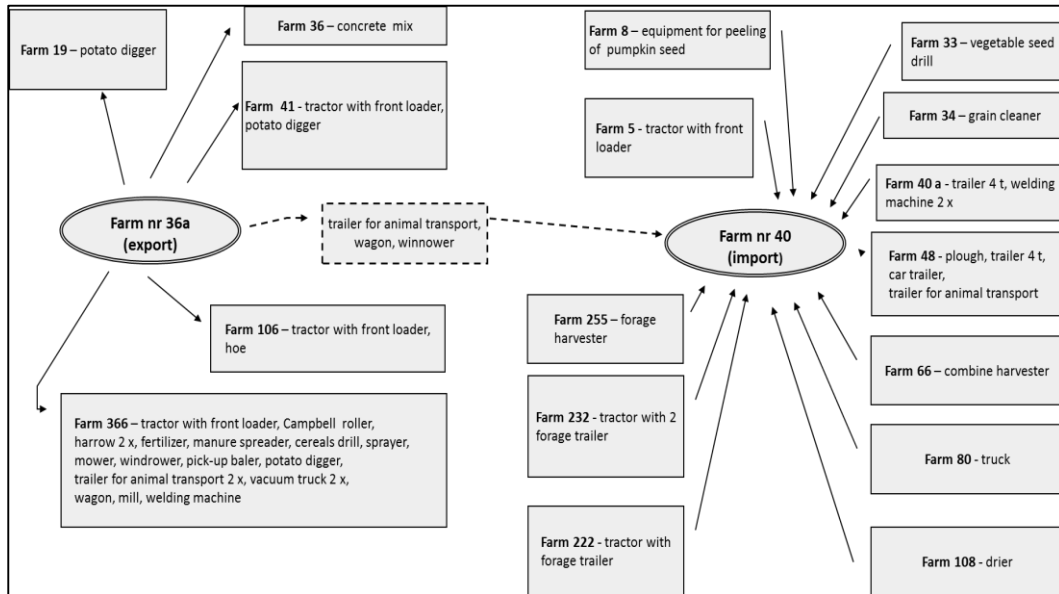 Farm 19 – potato digger
Farm 36 – concrete mix
Farm 41 - tractor with front loader,
potato digger
Farm nr 36a
(export)
trailer for animal transport,
wagon, winnower
Farm 106 – tractor with front loader,
hoe
Farm 366 – tractor with front loader, Campbell roller,
harrow 2 x, fertilizer, manure spreader, cereals drill, sprayer,
mower, windrower, pick-up baler, potato digger,
trailer for animal transport 2 x, vacuum truck 2 x,
wagon, mill, welding machine
Farm 8 – equipment for peeling
of pumpkin seed
Farm 5 - tractor with front
loader
Farm 33 – vegetable seed
drill
Farm 34 – grain cleaner
Farm 40 a - trailer 4 t, welding
machine 2 x
Farm nr 40
(import)
Farm 48 - plough, trailer 4 t,
car trailer,
trailer for animal transport
Farm 255 – forage
harvester
Farm 66 – combine harvester
Farm 232 - tractor with 2
forage trailer
Farm 80 - truck
Farm 222 - tractor with
forage trailer
Farm 108 - drier